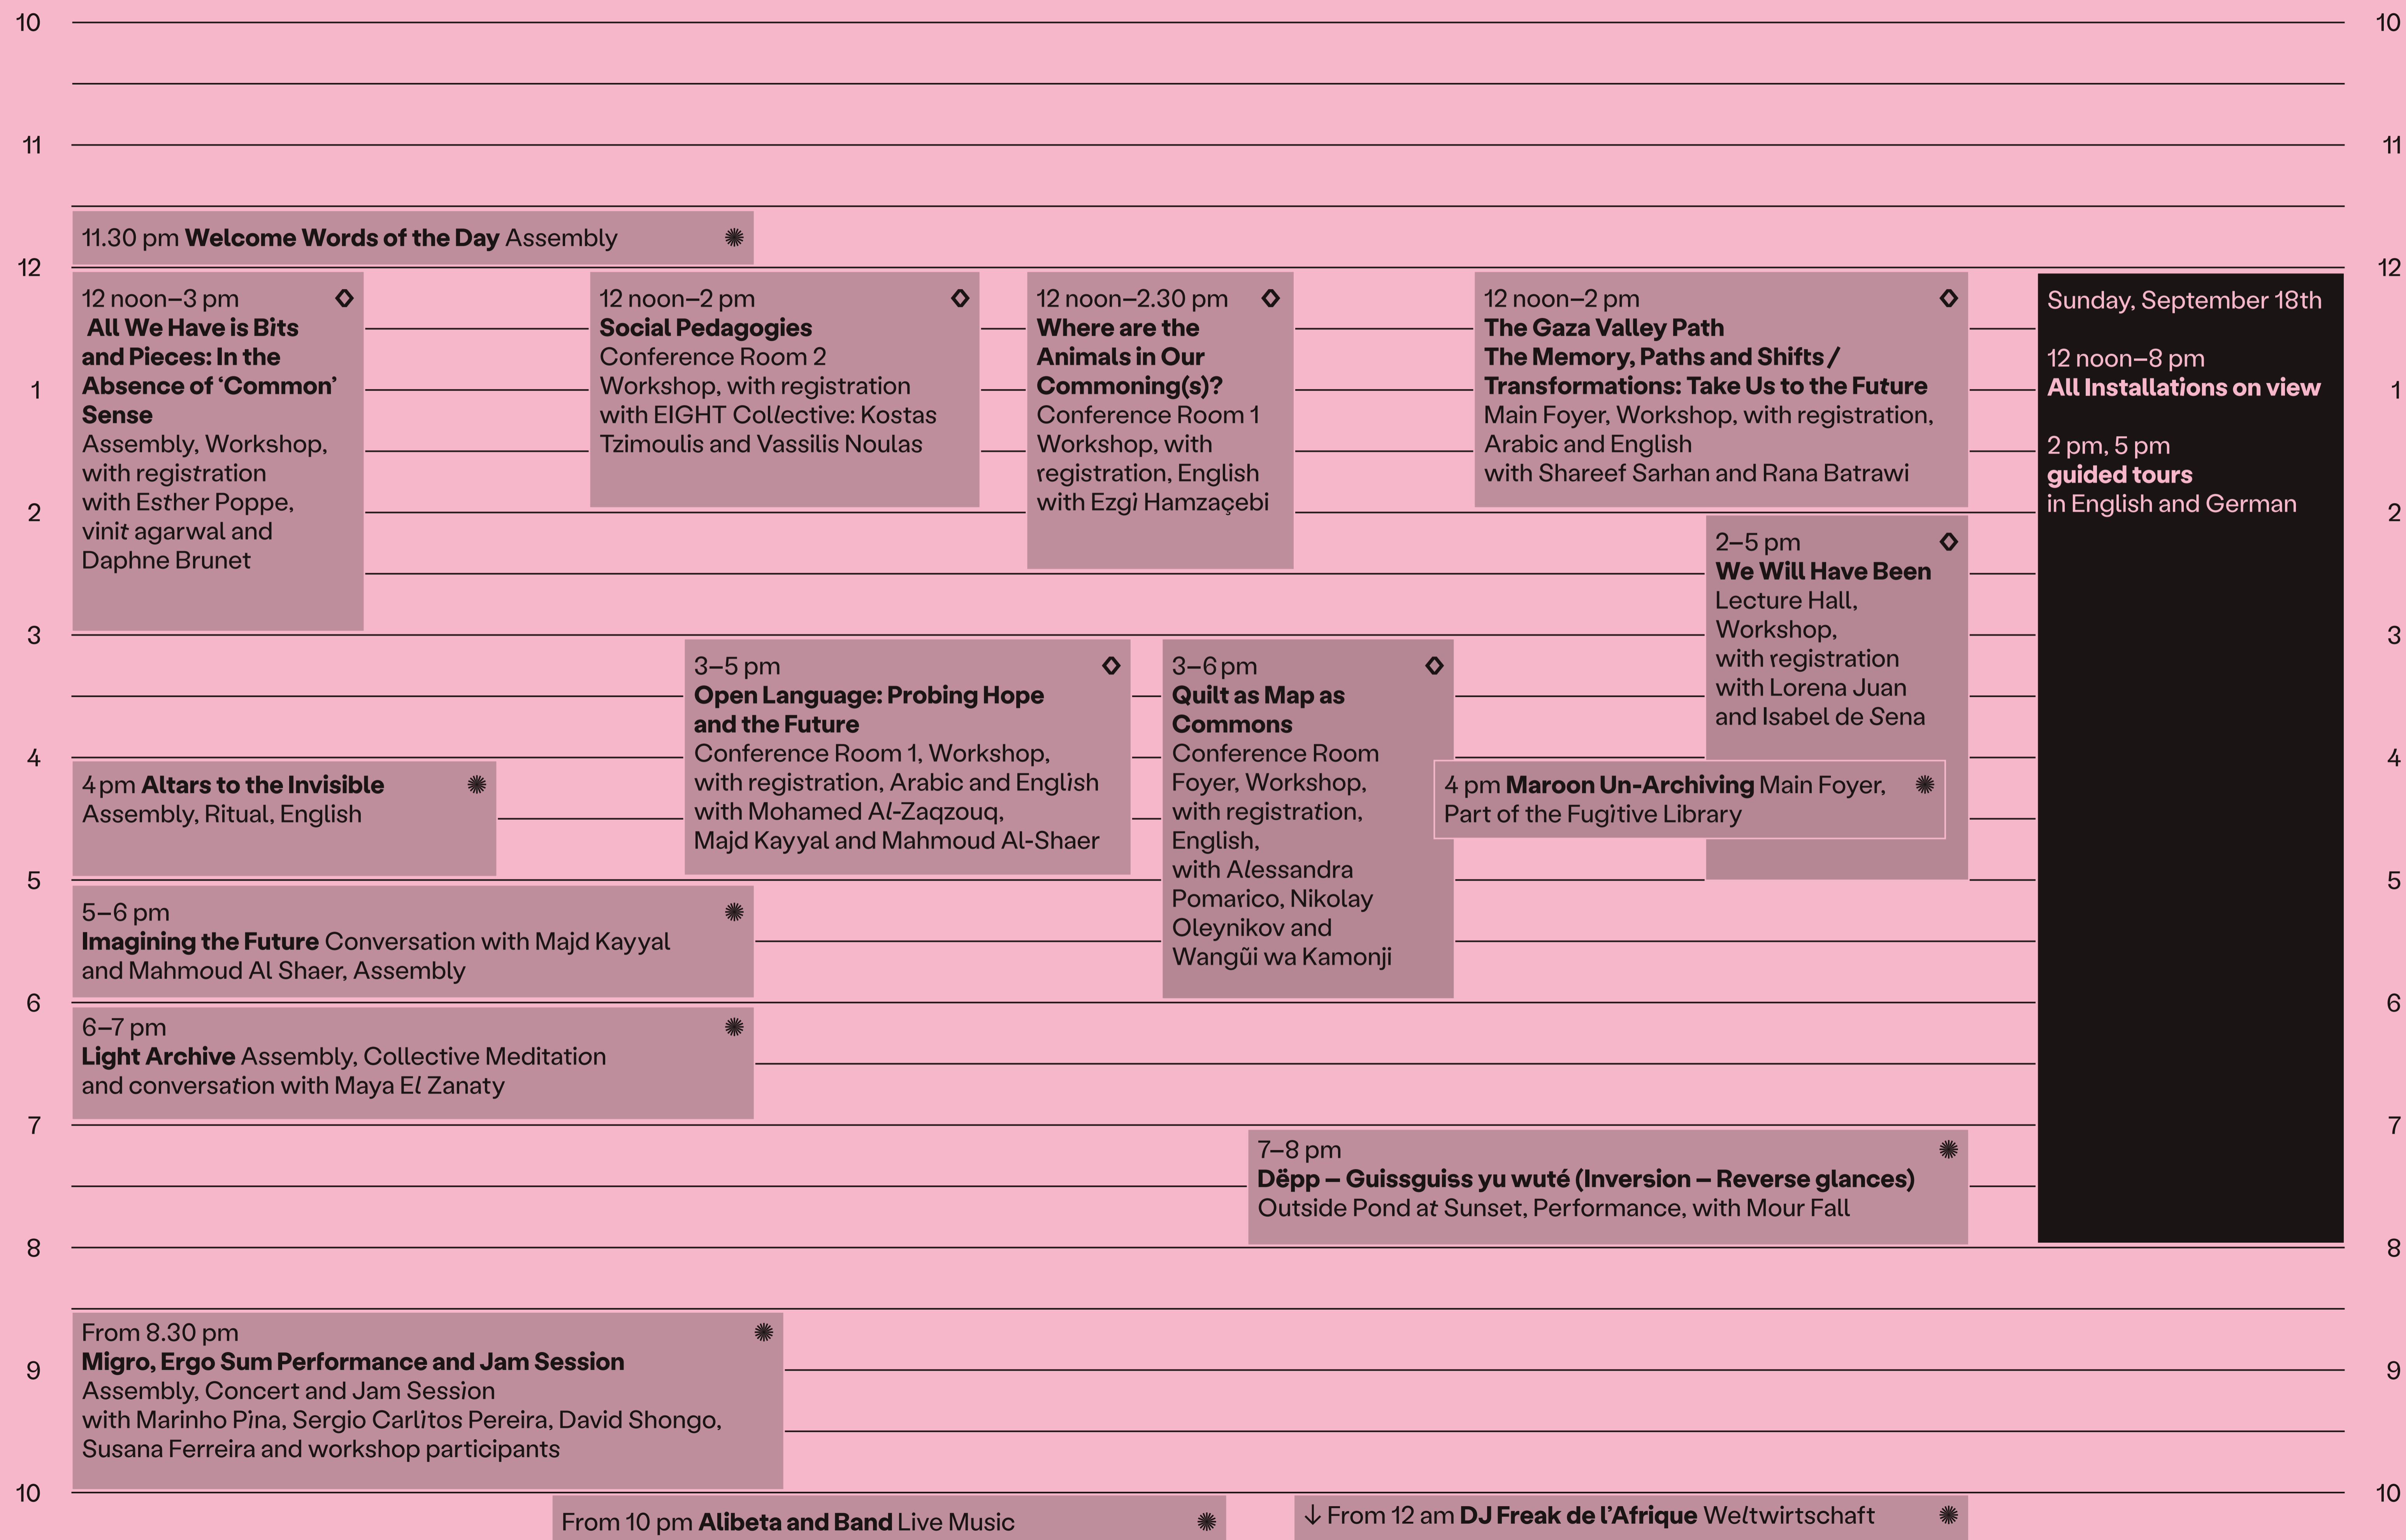 10 10
11 11
11.30 pm Welcome Words of the Day Assembly ✺
12 12
12 noon–3 pm ◇
All We Have is Bits
and Pieces: In the
Absence of ‘Common’
Sense
Assembly, Workshop,
with registration
with Esther Poppe,
vinit agarwal and
Daphne Brunet
12 noon–2 pm ◇
Social Pedagogies
Conference Room 2
Workshop, with registration
with EIGHT Collective: Kostas
Tzimoulis and Vassilis Noulas
12 noon–2.30 pm ◇
Where are the
Animals in Our
Commoning(s)?
Conference Room 1
Workshop, with
registration, English
with Ezgi Hamzaçebi
12 noon–2 pm ◇
The Gaza Valley Path
The Memory, Paths and Shifts /
Transformations: Take Us to the Future
Main Foyer, Workshop, with registration,
Arabic and English
with Shareef Sarhan and Rana Batrawi
Sunday, September 18th
12 noon–8 pm
All Installations on view
2 pm, 5 pm
guided tours
in English and German
1 1
2 2
2–5 pm ◇
We Will Have Been
Lecture Hall,
Workshop,
with registration
with Lorena Juan
and Isabel de Sena
3 3
3–5 pm ◇
Open Language: Probing Hope
and the Future
Conference Room 1, Workshop,
with registration, Arabic and English
with Mohamed Al-Zaqzouq,
Majd Kayyal and Mahmoud Al-Shaer
3–6 pm ◇
Quilt as Map as
Commons
Conference Room
Foyer, Workshop,
with registration,
English,
with Alessandra
Pomarico, Nikolay
Oleynikov and
Wangũi wa Kamonji
4 4
4 pm Altars to the Invisible ✺
Assembly, Ritual, English
4 pm Maroon Un-Archiving Main Foyer, ✺
Part of the Fugitive Library
5 5
5–6 pm ✺
Imagining the Future Conversation with Majd Kayyal
and Mahmoud Al Shaer, Assembly
6 6
6–7 pm ✺
Light Archive Assembly, Collective Meditation
and conversation with Maya El Zanaty
7 7
7–8 pm ✺
Dëpp – Guissguiss yu wuté (Inversion – Reverse glances)
Outside Pond at Sunset, Performance, with Mour Fall
8 8
From 8.30 pm ✺
Migro, Ergo Sum Performance and Jam Session
Assembly, Concert and Jam Session
with Marinho Pina, Sergio Carlitos Pereira, David Shongo,
Susana Ferreira and workshop participants
9 9
10 10
From 10 pm Alibeta and Band Live Music ✺
↓ From 12 am DJ Freak de l’Afrique Weltwirtschaft ✺